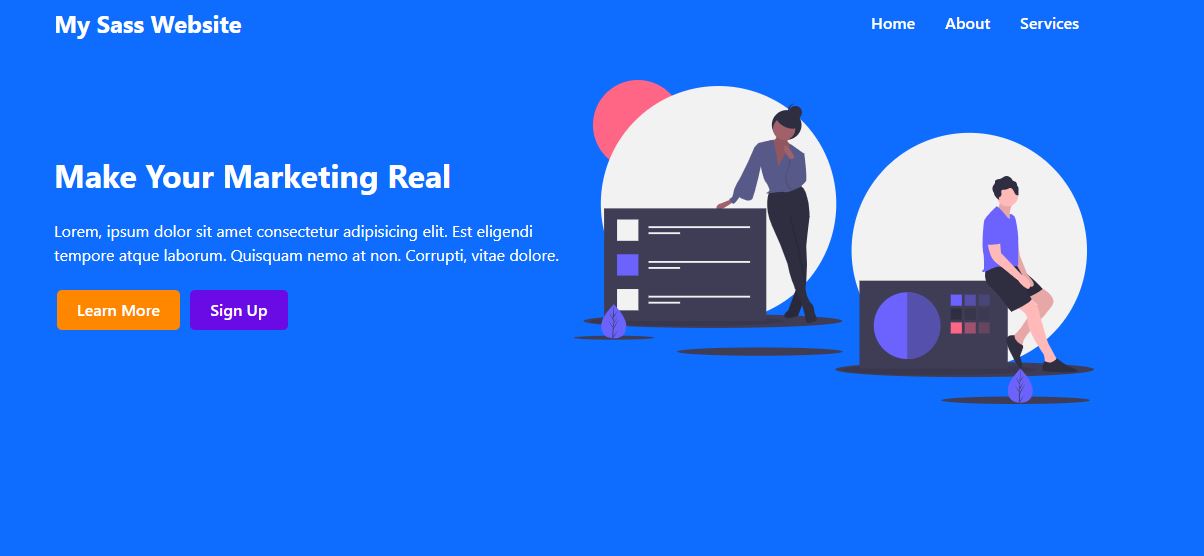 My Sass Website
Home About Services
Make Your Marketing Real
Lorem, ipsum dolor sit amet consectetur adipisicing elit. Est eligendi
tempore atque laborum. Quisquam nemo at non. Corrupti, vitae dolore.
Learn More Sign Up